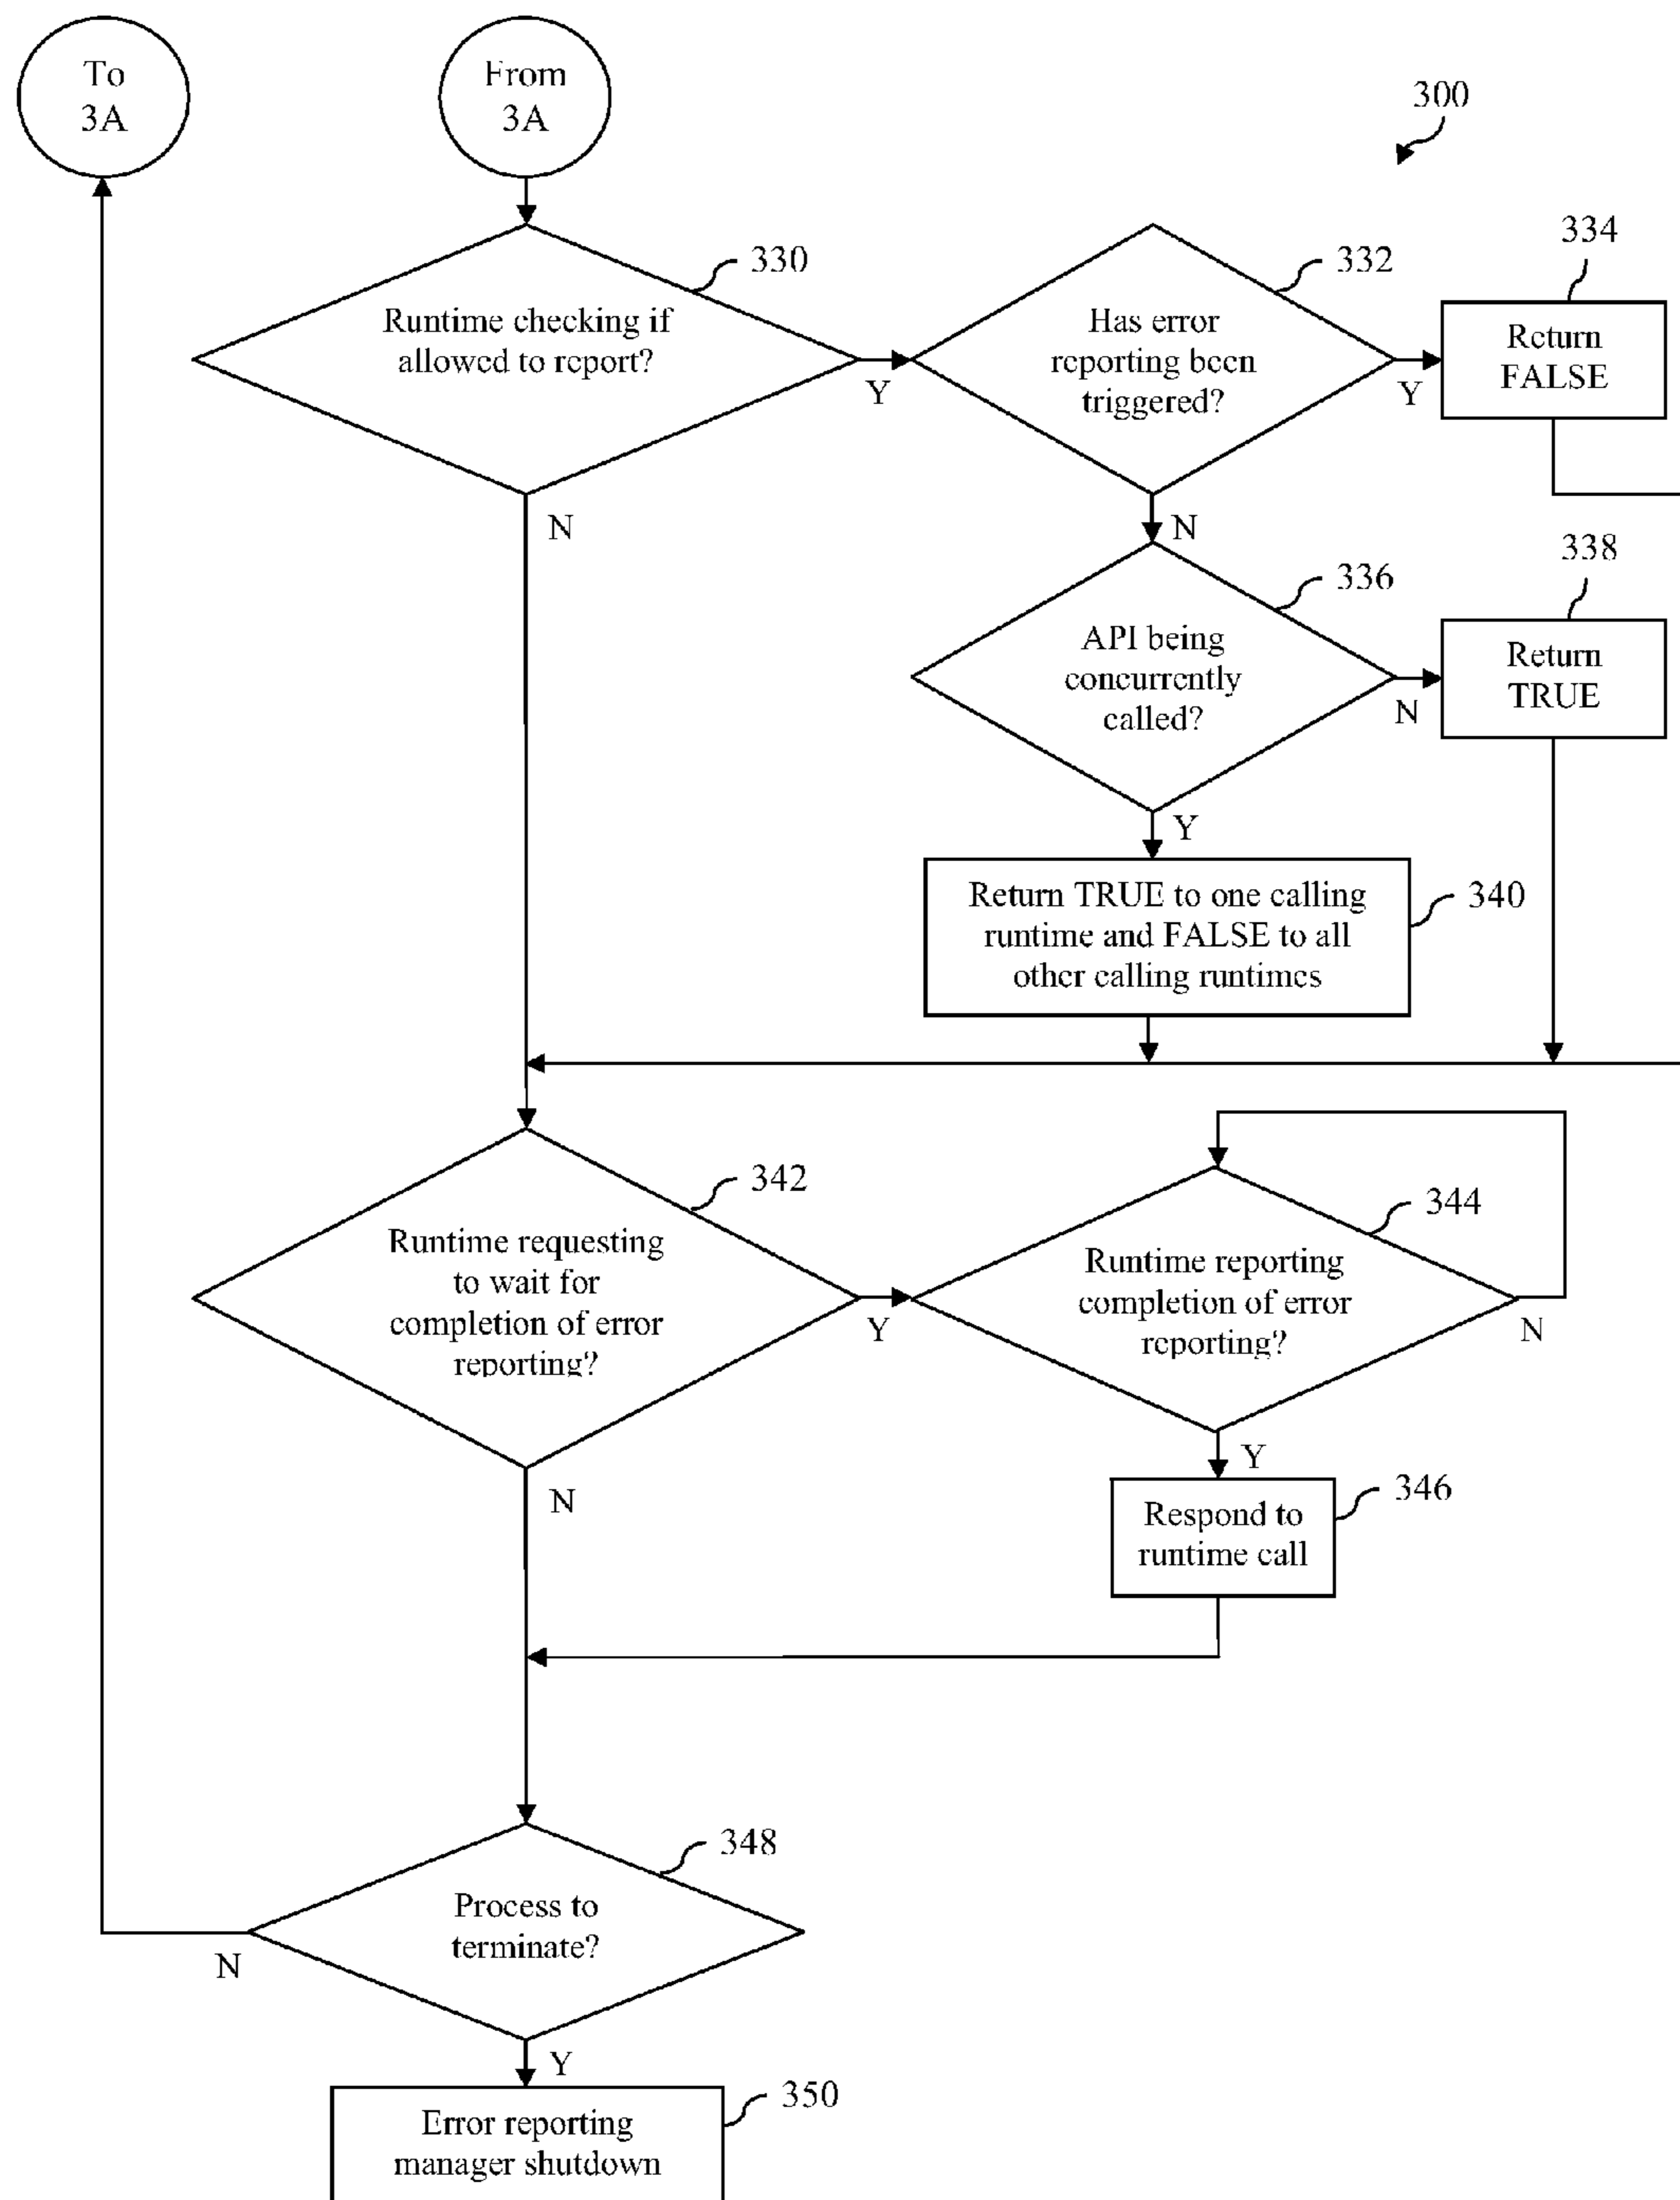 To
3A
From
3A
300
330
Runtime checking if
allowed to report?
Y
N
332
Has error
reporting been
triggered?
Y
N
334
Return
FALSE
336
API being
concurrently
called?
N
Y
338
Return
TRUE
340
Return TRUE to one calling
runtime and FALSE to all
other calling runtimes
342
Runtime requesting
to wait for
completion of error
reporting?
Y
N
344
Runtime reporting
completion of error
reporting?
N
Y
346
Respond to
runtime call
348
Process to
terminate?
N
Y
350
Error reporting
manager shutdown